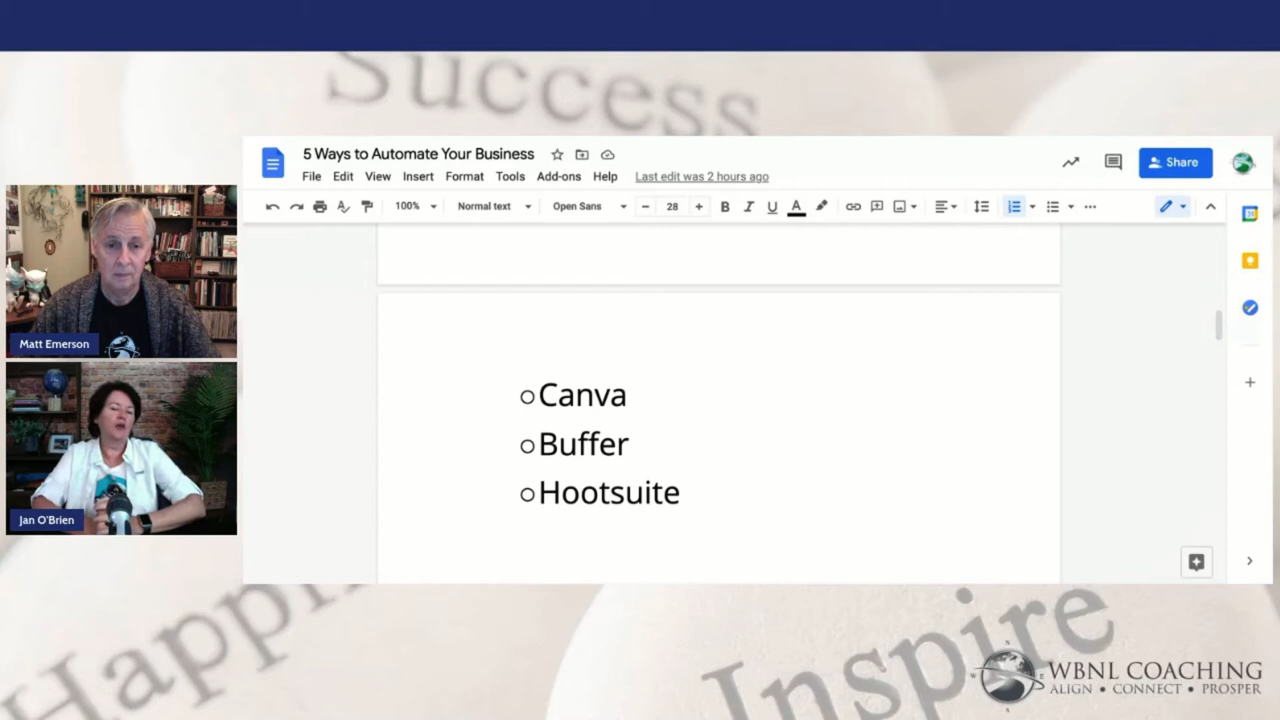 Success
5 Ways to Automate Your Business
File Edit View Insert Format Tools Add-ons Help Last edit was 2 hours ago
Share
100% Normal text Open Sans − 28 + B I U A
Matt Emerson
Jan O'Brien
Canva
Buffer
Hootsuite
Inspire
WBNL COACHING
ALIGN • CONNECT • PROSPER